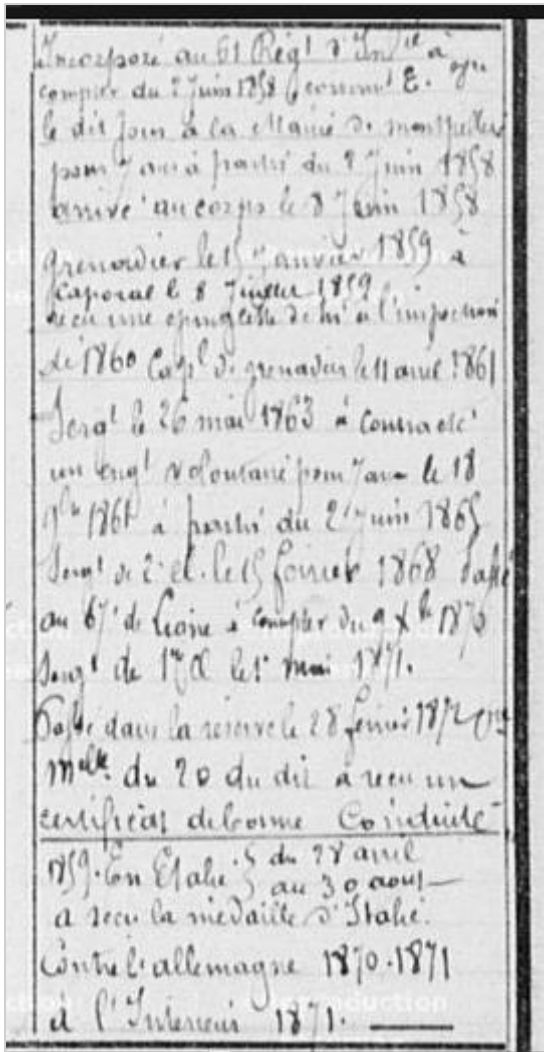 Incorporé au 61 Régt d'Inf.ie à
compter du 2 Juin 1858 comme E.
le dit jour à la Mairie de montpellier
pour 7 ans à partir du 2 Juin 1858
arrivé au corps le 8 Juin 1858
grenadier le 15 Janvier 1859 à
Caporal le 8 Juillet 1859
reçu une épinglette de à l'inspection
de 1860 Capl de grenadiers le 11 avril 1861
Sergt le 26 mai 1863 à contracté
un engt volontaire pour 7 ans le 18
1864 à partir du 2 Juin 1865
Sergt de 2e cl. le 15 février 1868 Passé
au 67e de Ligne à compter du 9 Xbre 1870
Sergt de 1re Cl le 1er mai 1871.
Passé dans la réserve le 28 février 1872
Melle du 20 du dit à reçu un
certificat de bonne Conduite
1859. En Italie } du 28 avril
au 30 aout
a reçu la médaille d'Italie.
Contre l'allemagne 1870-1871
à l'Intérieur 1871.